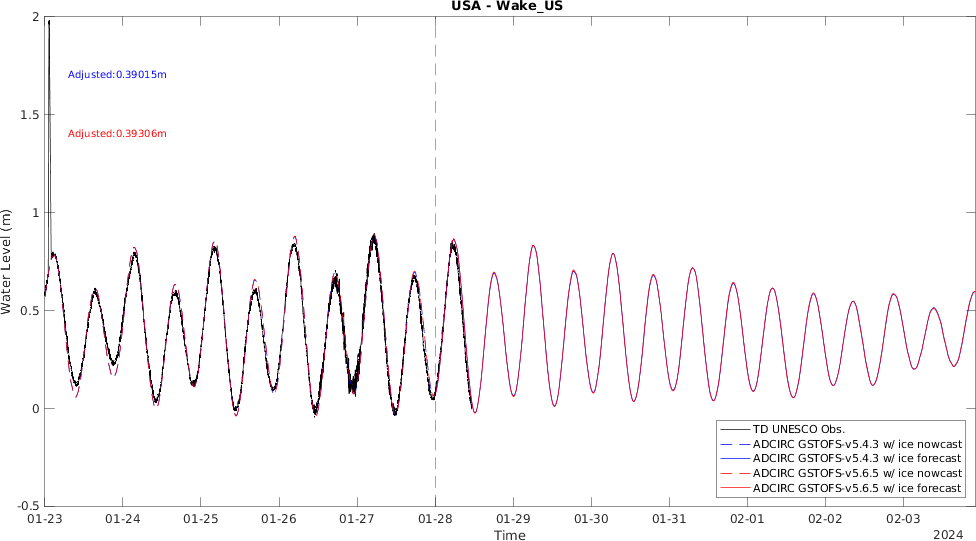 USA - Wake_US
Water Level (m)
2
1.5
1
0.5
0
-0.5
Adjusted:0.39015m
Adjusted:0.39306m
TD UNESCO Obs.
ADCIRC GSTOFS-v5.4.3 w/ ice nowcast
ADCIRC GSTOFS-v5.4.3 w/ ice forecast
ADCIRC GSTOFS-v5.6.5 w/ ice nowcast
ADCIRC GSTOFS-v5.6.5 w/ ice forecast
01-23 01-24 01-25 01-26 01-27 01-28 01-29 01-30 01-31 02-01 02-02 02-03
Time
2024